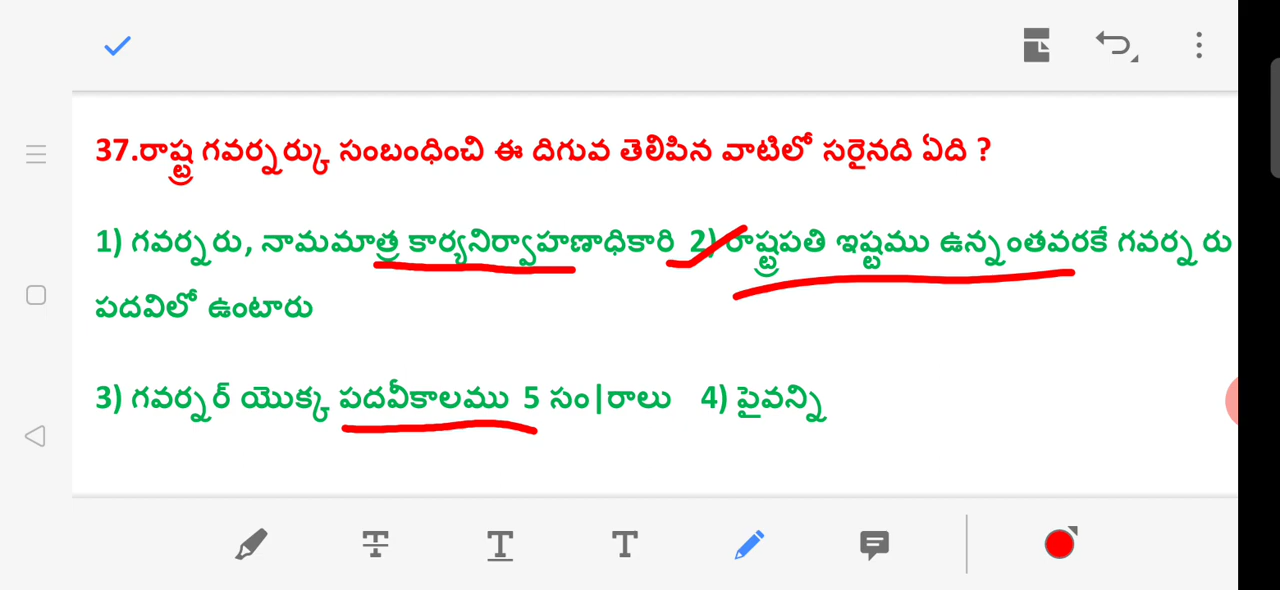 37.రాష్ట్ర గవర్నర్కు సంబంధించి ఈ దిగువ తెలిపిన వాటిలో సరైనది ఏది ?
1) గవర్నరు, నామమాత్ర కార్యనిర్వాహణాధికారి 2) రాష్ట్రపతి ఇష్టము ఉన్నంతవరకే గవర్నరు
పదవిలో ఉంటారు
3) గవర్నర్ యొక్క పదవీకాలము 5 సం|రాలు 4) పైవన్ని